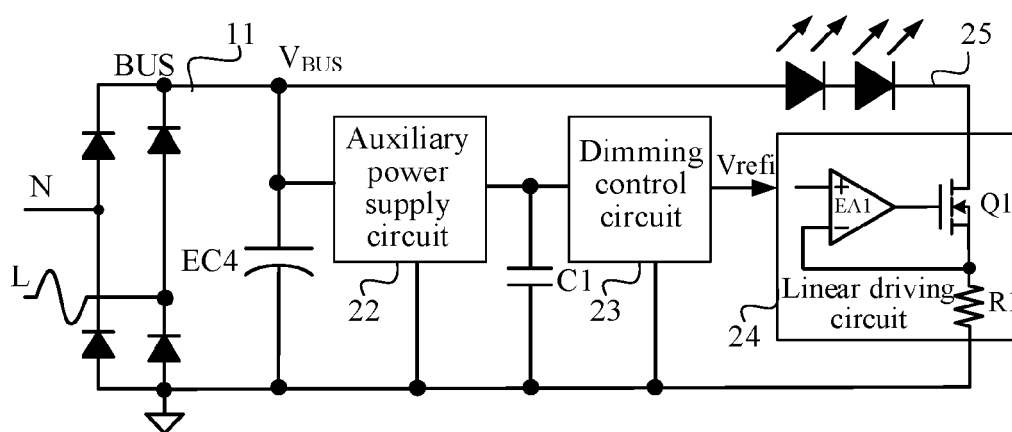 11
25
BUS
VBUS
Auxiliary
power
supply
circuit
Dimming
control
circuit
Vrefi
N
+
EA1
−
Q1
EC4
L
22
C1
23
24
Linear driving
circuit
R1